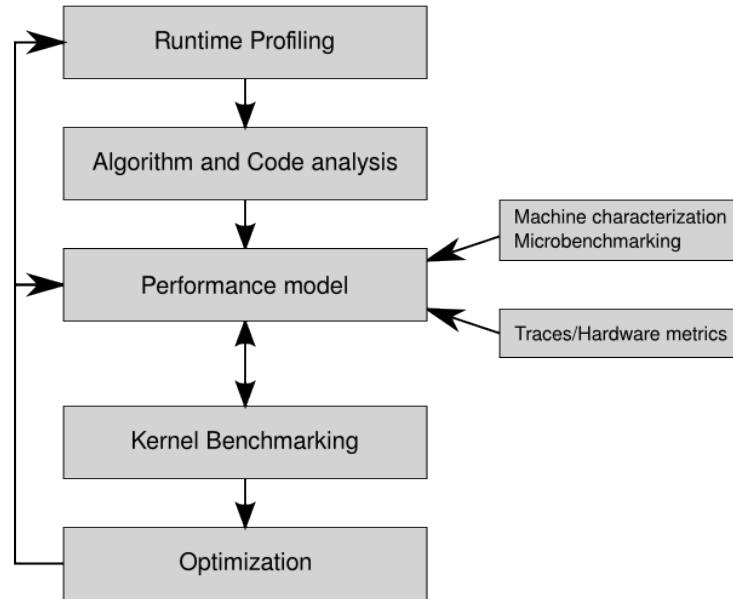 Runtime Profiling
Algorithm and Code analysis
Machine characterization
Microbenchmarking
Performance model
Traces/Hardware metrics
Kernel Benchmarking
Optimization